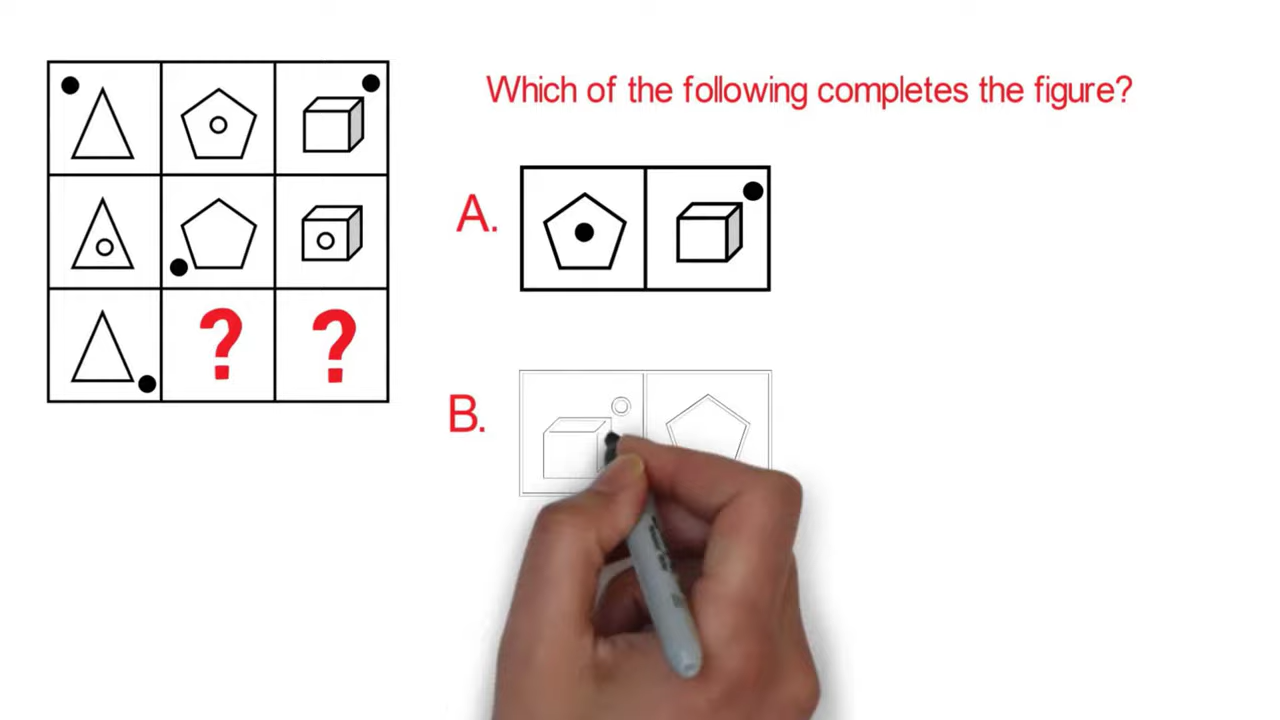 Which of the following completes the figure?
A.
? ?
B.